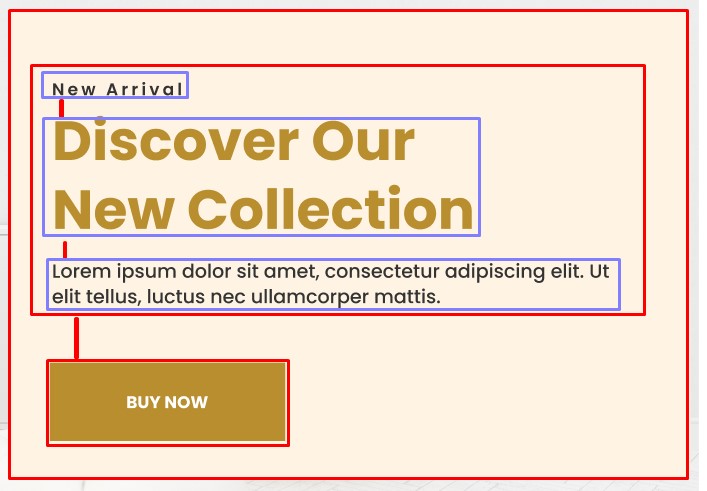 New Arrival
Discover Our
New Collection
Lorem ipsum dolor sit amet, consectetur adipiscing elit. Ut
elit tellus, luctus nec ullamcorper mattis.
BUY NOW